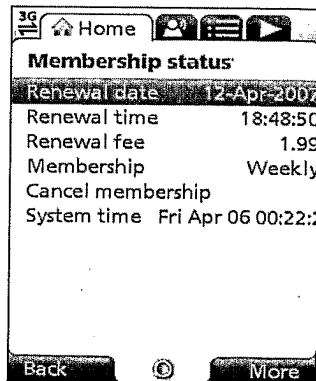 3G Home
Membership status
Renewal date 12-Apr-2007
Renewal time 18:48:50
Renewal fee 1.99
Membership Weekly
Cancel membership
System time Fri Apr 06 00:22:2
Back More